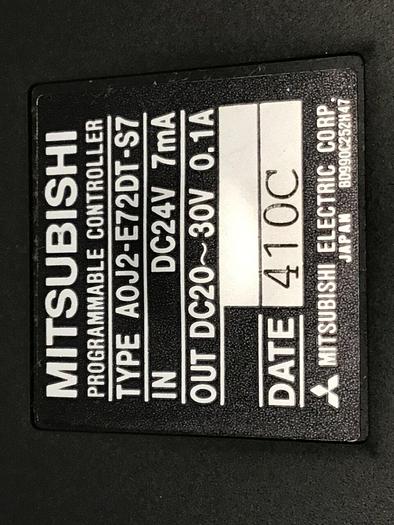 MITSUBISHI
PROGRAMMABLE CONTROLLER
TYPE AOJ2-E72DT-S7
IN DC24V 7mA
OUT DC20~30V 0.1A
DATE 410C
MITSUBISHI ELECTRIC CORP.
JAPAN BD990C252H47